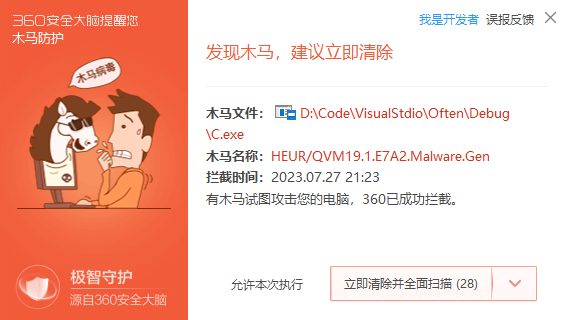 360安全大脑提醒您
木马防护
我是开发者 误报反馈
发现木马，建议立即清除
木马病毒
木马文件： D:\Code\VisualStdio\Often\Debug
\C.exe
木马名称： HEUR/QVM19.1.E7A2.Malware.Gen
拦截时间： 2023.07.27 21:23
有木马试图攻击您的电脑，360已成功拦截。
极智守护
源自360安全大脑
允许本次执行
立即清除并全面扫描 (28)